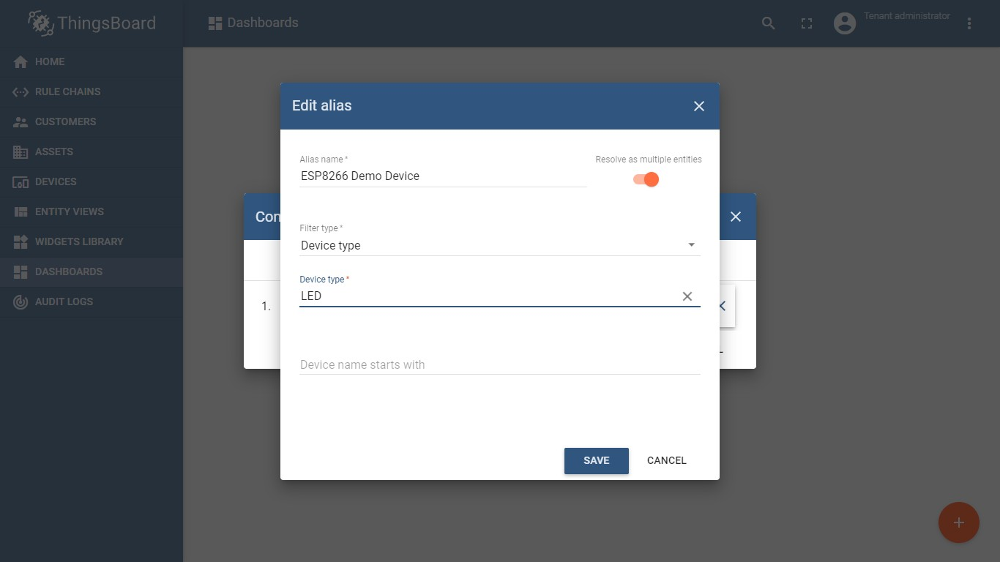 ThingsBoard
Dashboards
Tenant administrator
HOME
RULE CHAINS
CUSTOMERS
ASSETS
DEVICES
ENTITY VIEWS
WIDGETS LIBRARY
DASHBOARDS
AUDIT LOGS
Edit alias
Alias name *
Resolve as multiple entities
ESP8266 Demo Device
Con
Filter type *
Device type
Device type *
LED
1.
Device name starts with
SAVE CANCEL